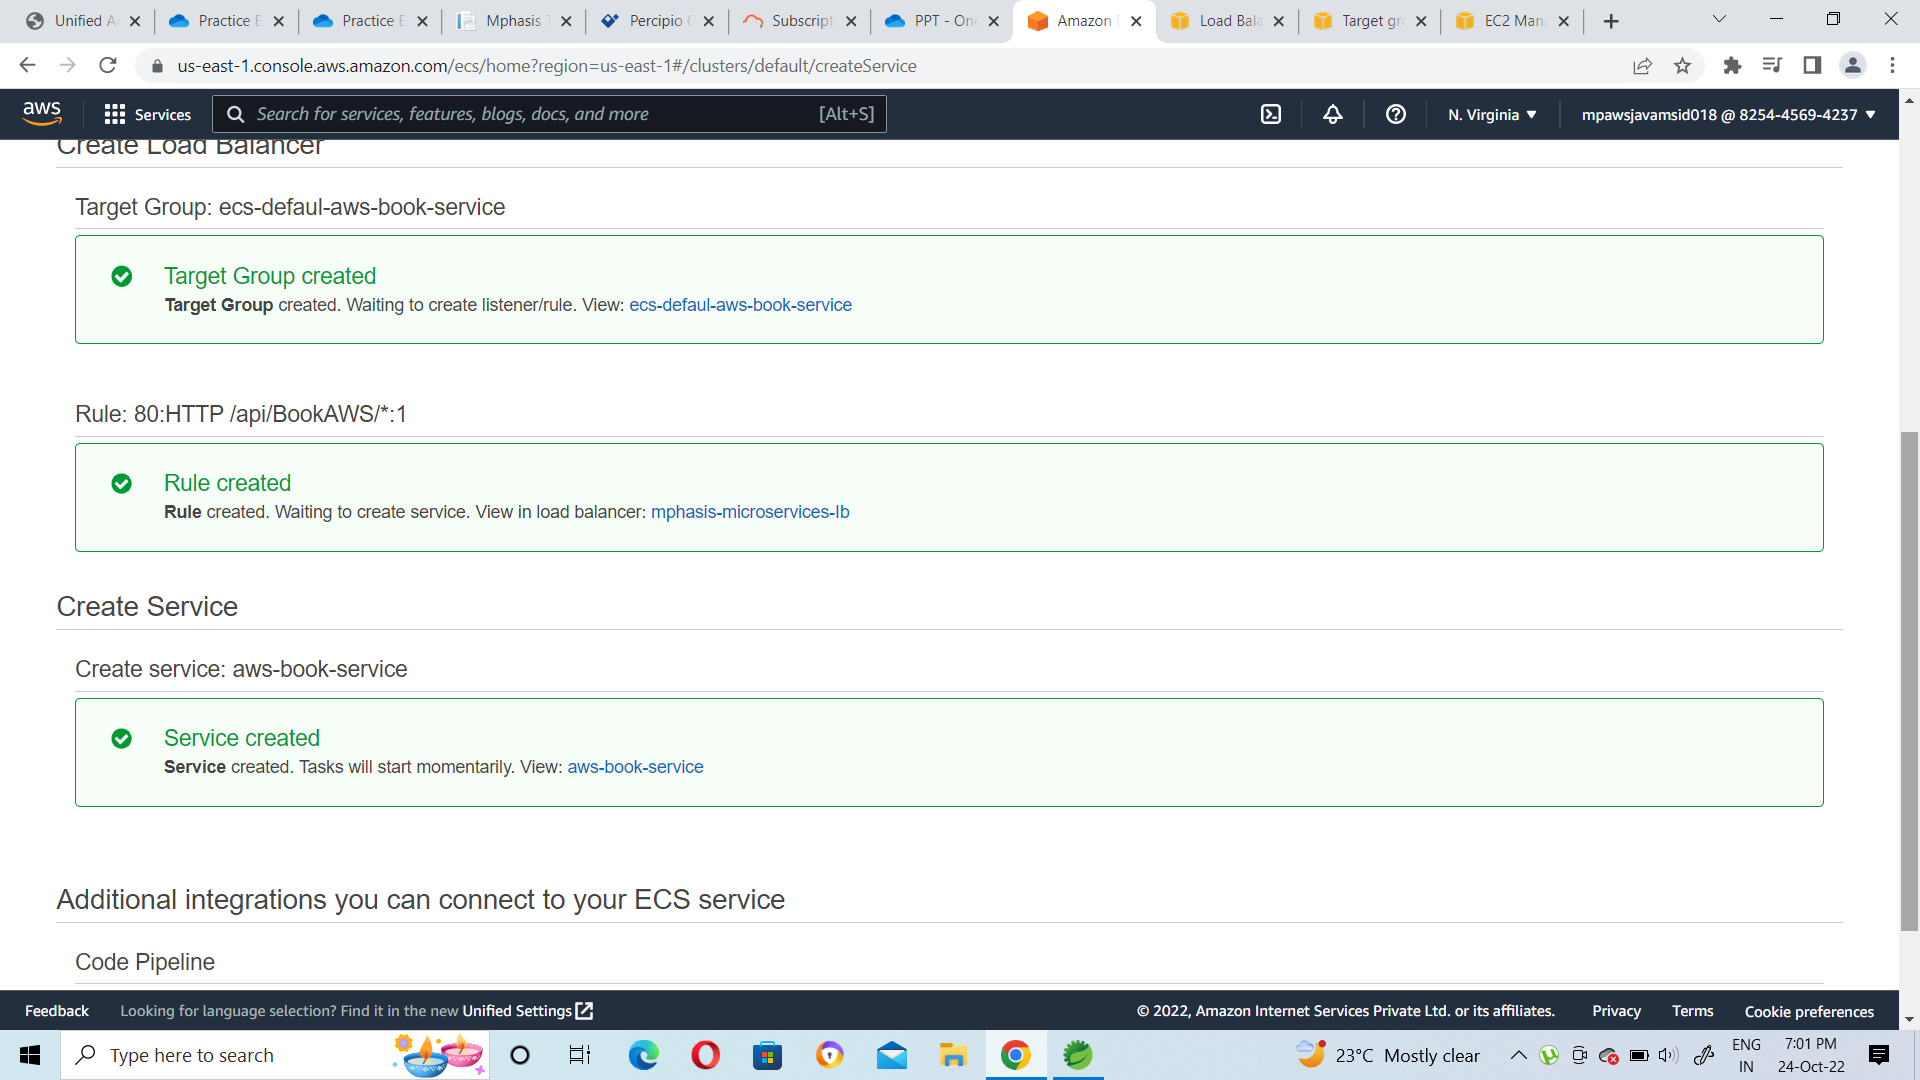 Unified A
Practice E
Practice E
Mphasis T
Percipio
Subscript
PPT - One
Amazon
Load Bala
Target gr
EC2 Man
us-east-1.console.aws.amazon.com/ecs/home?region=us-east-1#/clusters/default/createService
aws
Services
Search for services, features, blogs, docs, and more
[Alt+S]
N. Virginia
mpawsjavamsid018 @ 8254-4569-4237
Create Load Balancer
Target Group: ecs-defaul-aws-book-service
Target Group created
Target Group created. Waiting to create listener/rule. View: ecs-defaul-aws-book-service
Rule: 80:HTTP /api/BookAWS/*:1
Rule created
Rule created. Waiting to create service. View in load balancer: mphasis-microservices-lb
Create Service
Create service: aws-book-service
Service created
Service created. Tasks will start momentarily. View: aws-book-service
Additional integrations you can connect to your ECS service
Code Pipeline
Feedback
Looking for language selection? Find it in the new Unified Settings
© 2022, Amazon Internet Services Private Ltd. or its affiliates.
Privacy
Terms
Cookie preferences
Type here to search
23°C Mostly clear
ENG
IN
7:01 PM
24-Oct-22